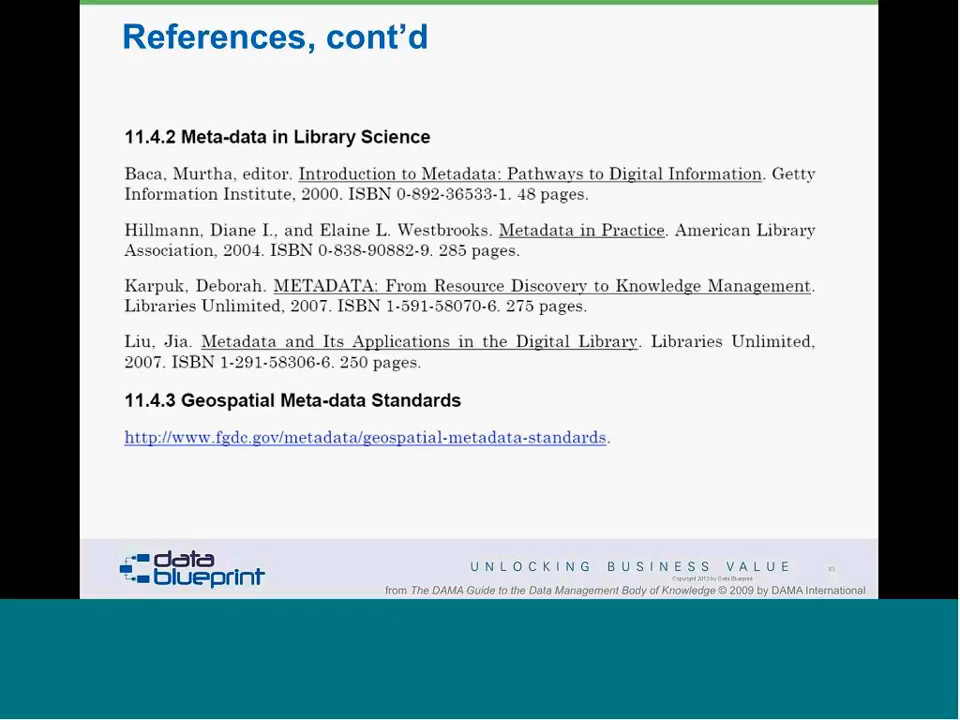 References, cont'd
11.4.2 Meta-data in Library Science
Baca, Murtha, editor. Introduction to Metadata: Pathways to Digital Information. Getty
Information Institute, 2000. ISBN 0-892-36533-1. 48 pages.
Hillmann, Diane I., and Elaine L. Westbrooks. Metadata in Practice. American Library
Association, 2004. ISBN 0-838-90882-9. 285 pages.
Karpuk, Deborah. METADATA: From Resource Discovery to Knowledge Management.
Libraries Unlimited, 2007. ISBN 1-591-58070-6. 275 pages.
Liu, Jia. Metadata and Its Applications in the Digital Library. Libraries Unlimited,
2007. ISBN 1-291-58306-6. 250 pages.
11.4.3 Geospatial Meta-data Standards
http://www.fgdc.gov/metadata/geospatial-metadata-standards.
data
blueprint
UNLOCKING BUSINESS VALUE
Copyright 2013 by Data Blueprint
from The DAMA Guide to the Data Management Body of Knowledge © 2009 by DAMA International